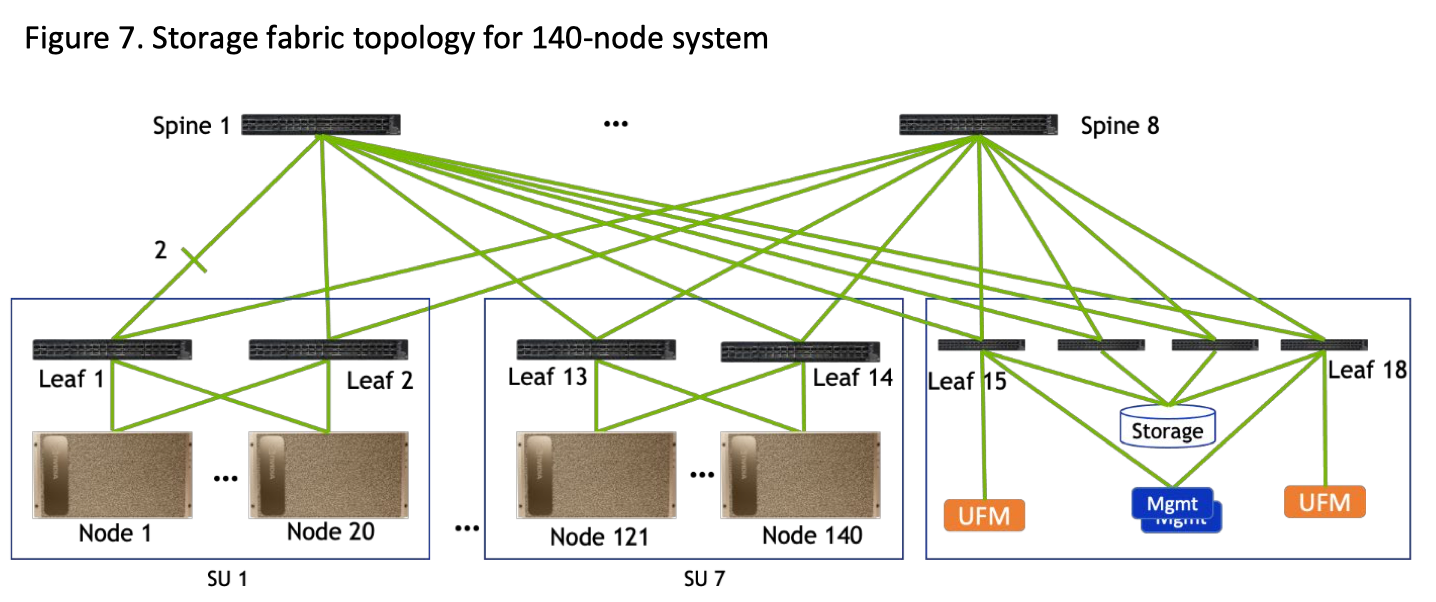 Figure 7. Storage fabric topology for 140-node system
Spine 1
...
Spine 8
2
Leaf 1
Leaf 2
Leaf 13
Leaf 14
Leaf 15
Leaf 18
Storage
...
...
Mgmt
Mgmt
UFM
UFM
Node 1
Node 20
...
Node 121
Node 140
SU 1
SU 7